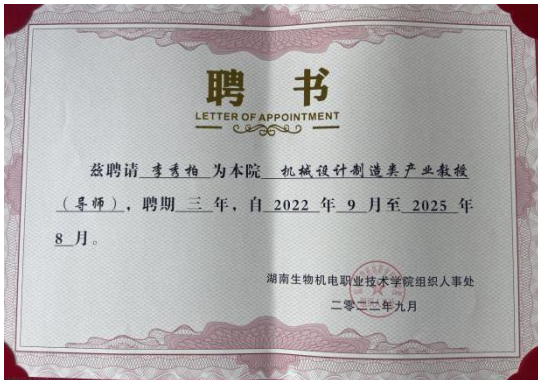 聘 书
LETTER OF APPOINTMENT
兹聘请 李秀柏 为本院 机械设计制造类产业教授
（导师），聘期 三 年，自 2022 年 9 月至 2025 年
8 月。
湖南生物机电职业技术学院组织人事处
二零二二年九月